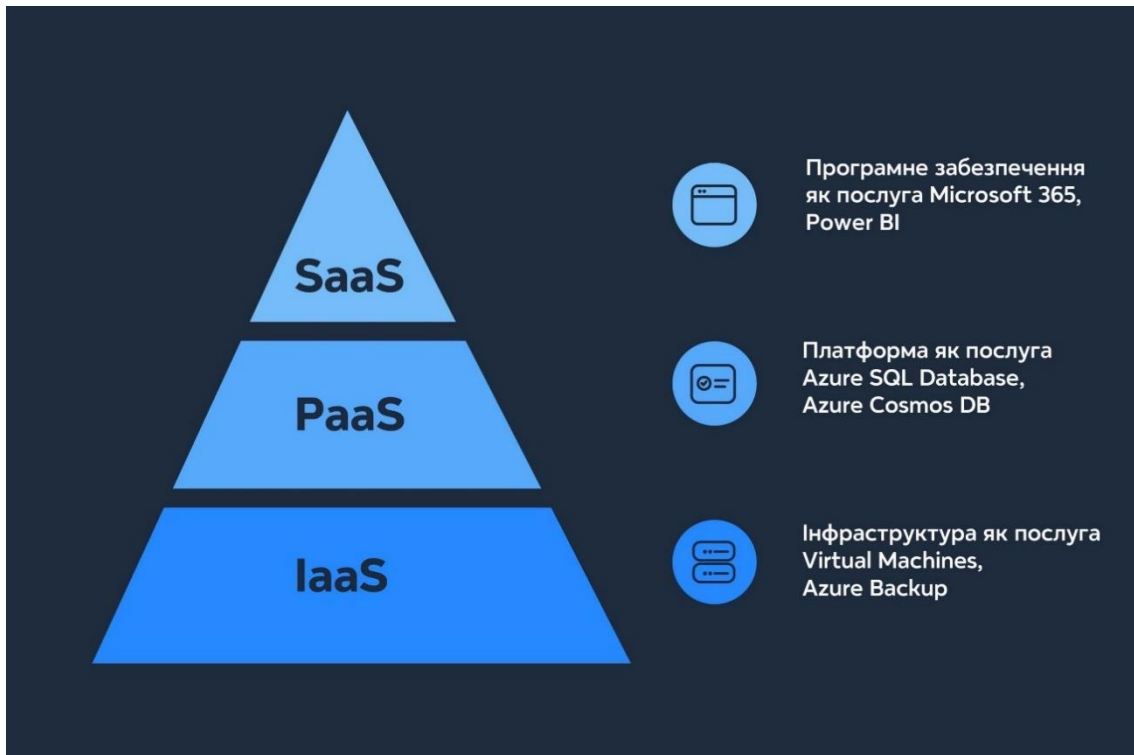 SaaS
Програмне забезпечення
як послуга Microsoft 365,
Power BI
PaaS
Платформа як послуга
Azure SQL Database,
Azure Cosmos DB
IaaS
Інфраструктура як послуга
Virtual Machines,
Azure Backup